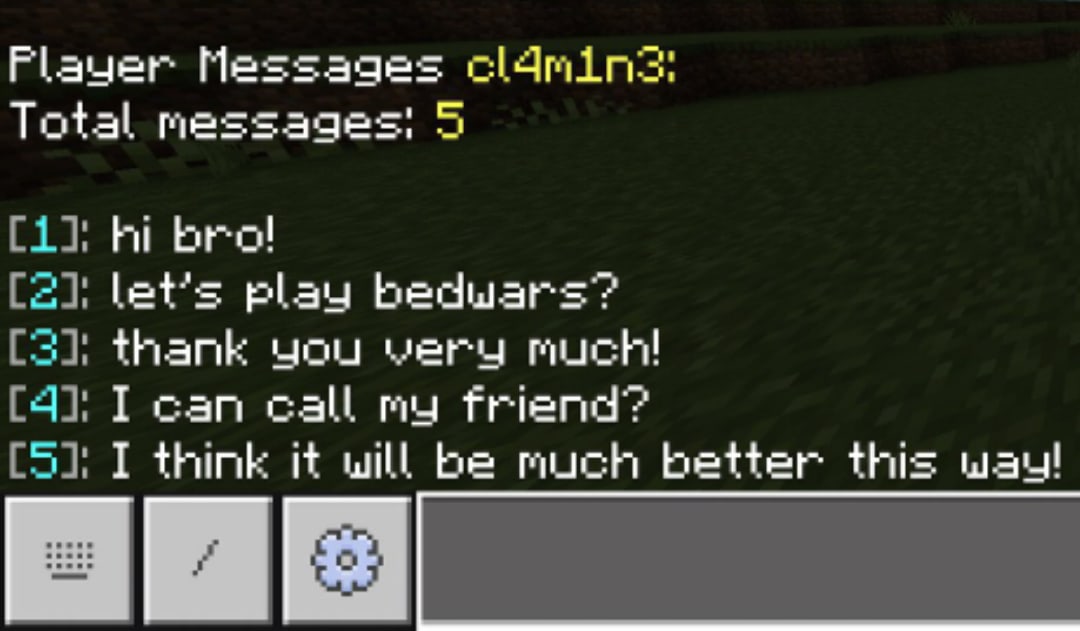 Player Messages cl4m1n3:
Total messages: 5
[1]: hi bro!
[2]: let's play bedwars?
[3]: thank you very much!
[4]: I can call my friend?
[5]: I think it will be much better this way!
/